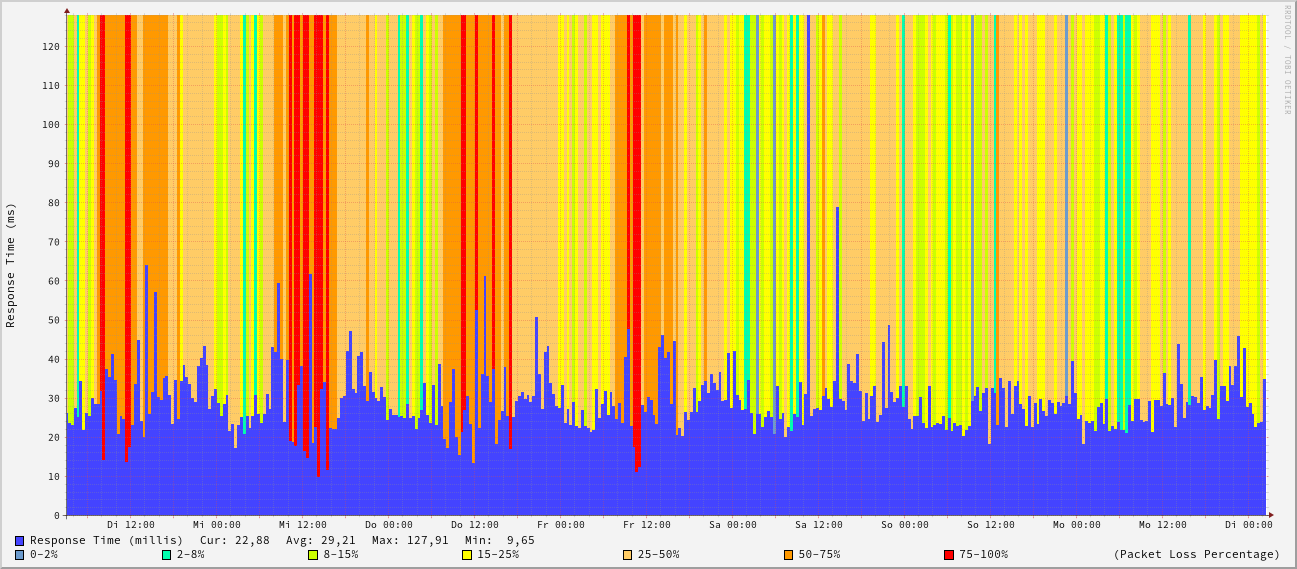 RRDTOOL / TOBI OETIKER
Response Time (ms)
120
110
100
90
80
70
60
50
40
30
20
10
0
Di 12:00 Mi 00:00 Mi 12:00 Do 00:00 Do 12:00 Fr 00:00 Fr 12:00 Sa 00:00 Sa 12:00 So 00:00 So 12:00 Mo 00:00 Mo 12:00 Di 00:00
Response Time (millis) Cur: 22,88 Avg: 29,21 Max: 127,91 Min: 9,65
0-2% 2-8% 8-15% 15-25% 25-50% 50-75% 75-100% (Packet Loss Percentage)